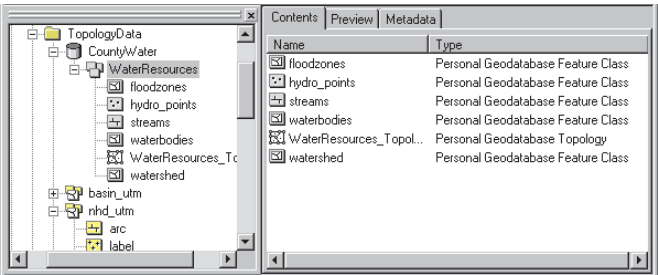 TopologyData
CountyWater
WaterResources
floodzones
hydro_points
streams
waterbodies
WaterResources_To
watershed
basin_utm
nhd_utm
arc
label
Contents Preview Metadata
Name Type
floodzones Personal Geodatabase Feature Class
hydro_points Personal Geodatabase Feature Class
streams Personal Geodatabase Feature Class
waterbodies Personal Geodatabase Feature Class
WaterResources_Topol... Personal Geodatabase Topology
watershed Personal Geodatabase Feature Class